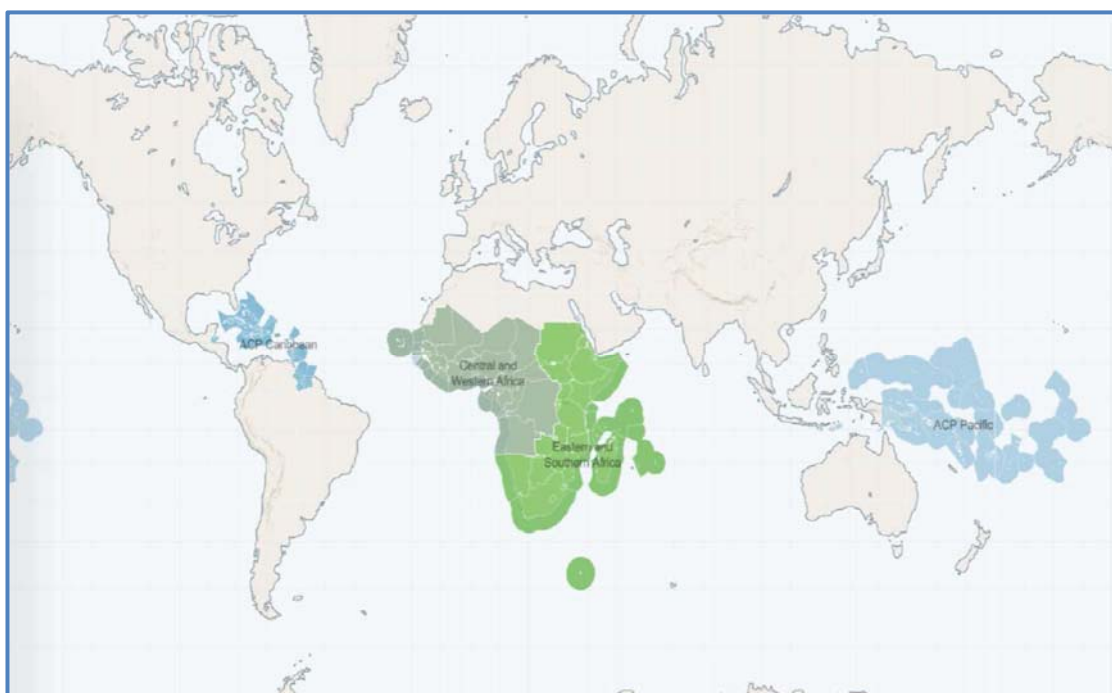 ACP Caribbean
Central and
Western Africa
Eastern and
Southern Africa
ACP Pacific